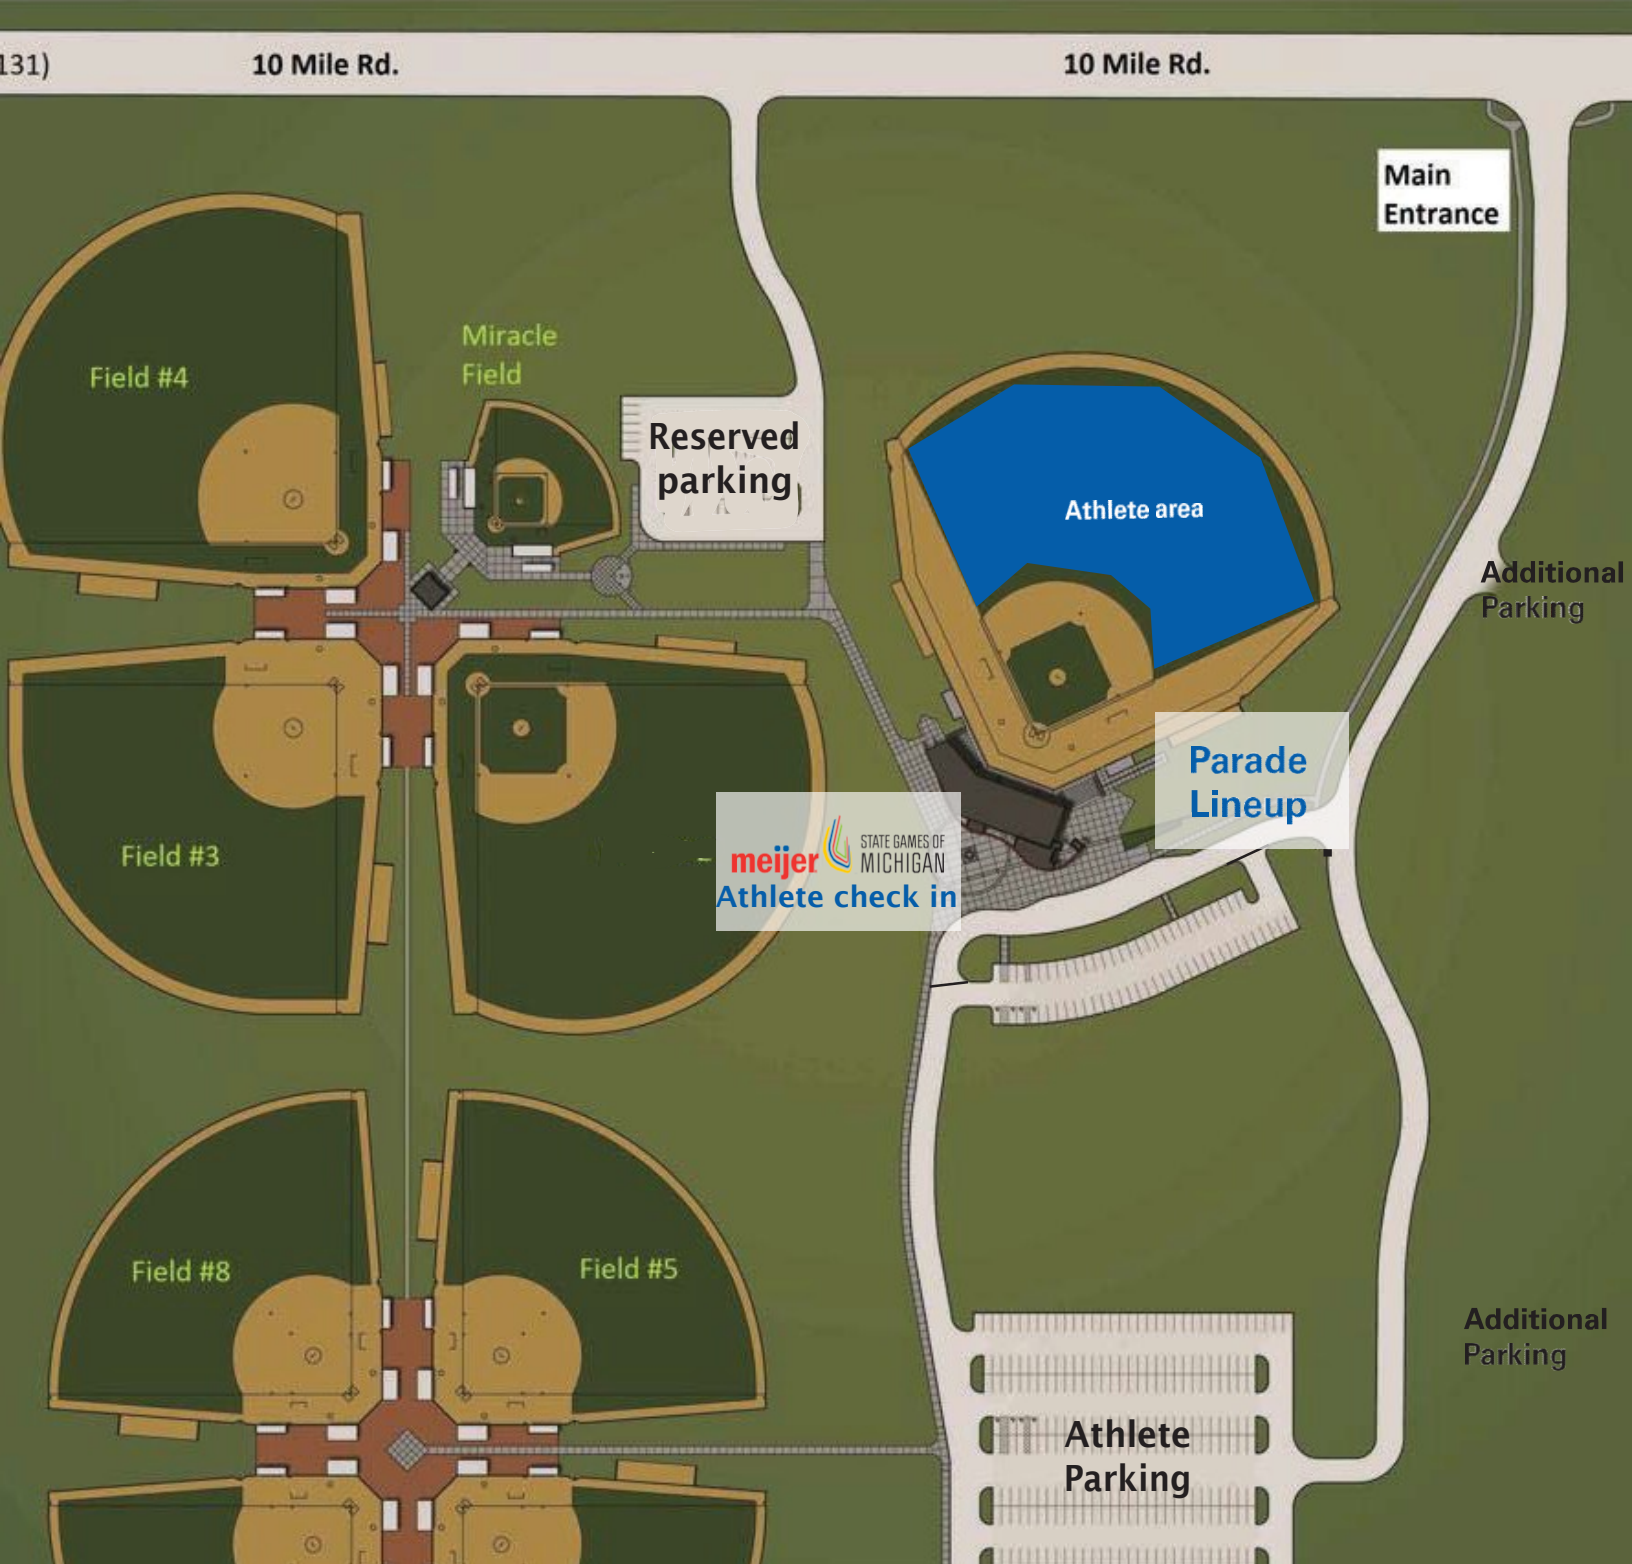 131)
10 Mile Rd.
10 Mile Rd.
Main
Entrance
Miracle
Field
Field #4
Reserved
parking
Athlete area
Additional
Parking
Parade
Lineup
Field #3
meijer
STATE GAMES OF
MICHIGAN
Athlete check in
Field #8
Field #5
Additional
Parking
Athlete
Parking